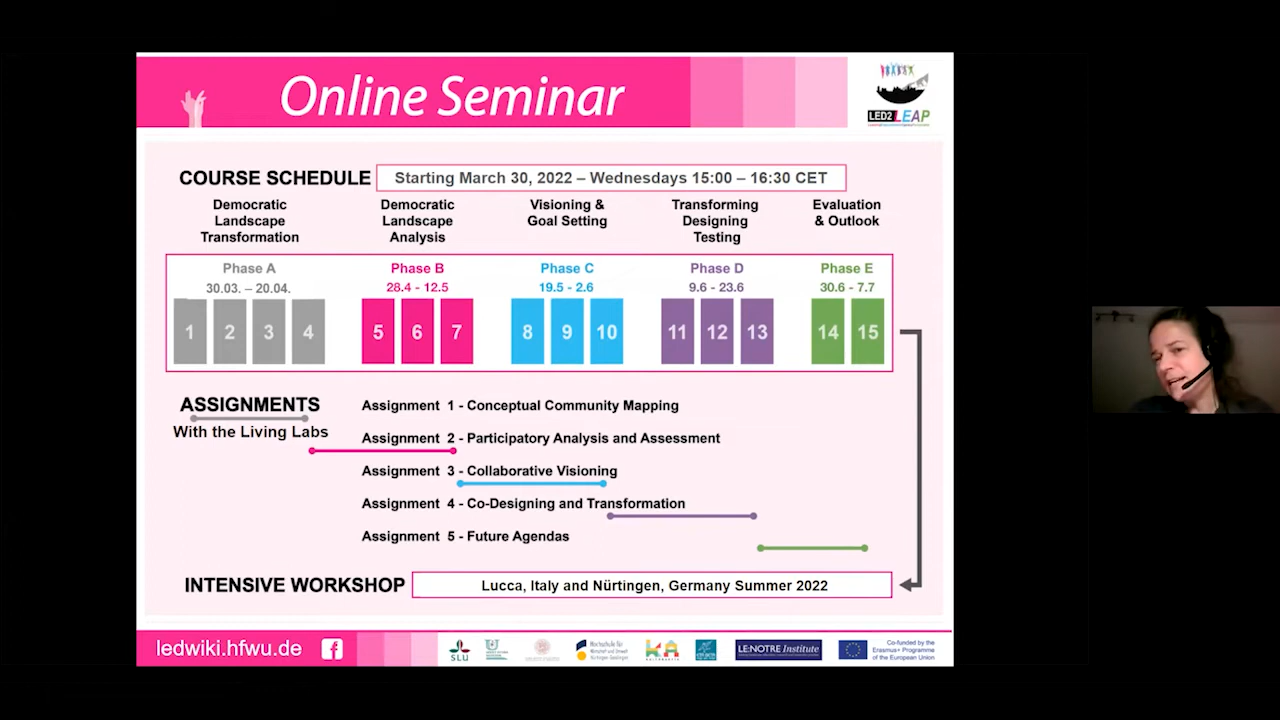 Online Seminar
LED2LEAP
COURSE SCHEDULE
Starting March 30, 2022 – Wednesdays 15:00 – 16:30 CET
Democratic
Landscape
Transformation
Democratic
Landscape
Analysis
Visioning &
Goal Setting
Transforming
Designing
Testing
Evaluation
& Outlook
Phase A
30.03. – 20.04.
Phase B
28.4 - 12.5
Phase C
19.5 - 2.6
Phase D
9.6 - 23.6
Phase E
30.6 - 7.7
1 2 3 4 5 6 7 8 9 10 11 12 13 14 15
ASSIGNMENTS
With the Living Labs
Assignment 1 - Conceptual Community Mapping
Assignment 2 - Participatory Analysis and Assessment
Assignment 3 - Collaborative Visioning
Assignment 4 - Co-Designing and Transformation
Assignment 5 - Future Agendas
INTENSIVE WORKSHOP
Lucca, Italy and Nürtingen, Germany Summer 2022
ledwiki.hfwu.de
f
SLU
LE:NOTRE Institute
Co-funded by the
Erasmus+ Programme
of the European Union